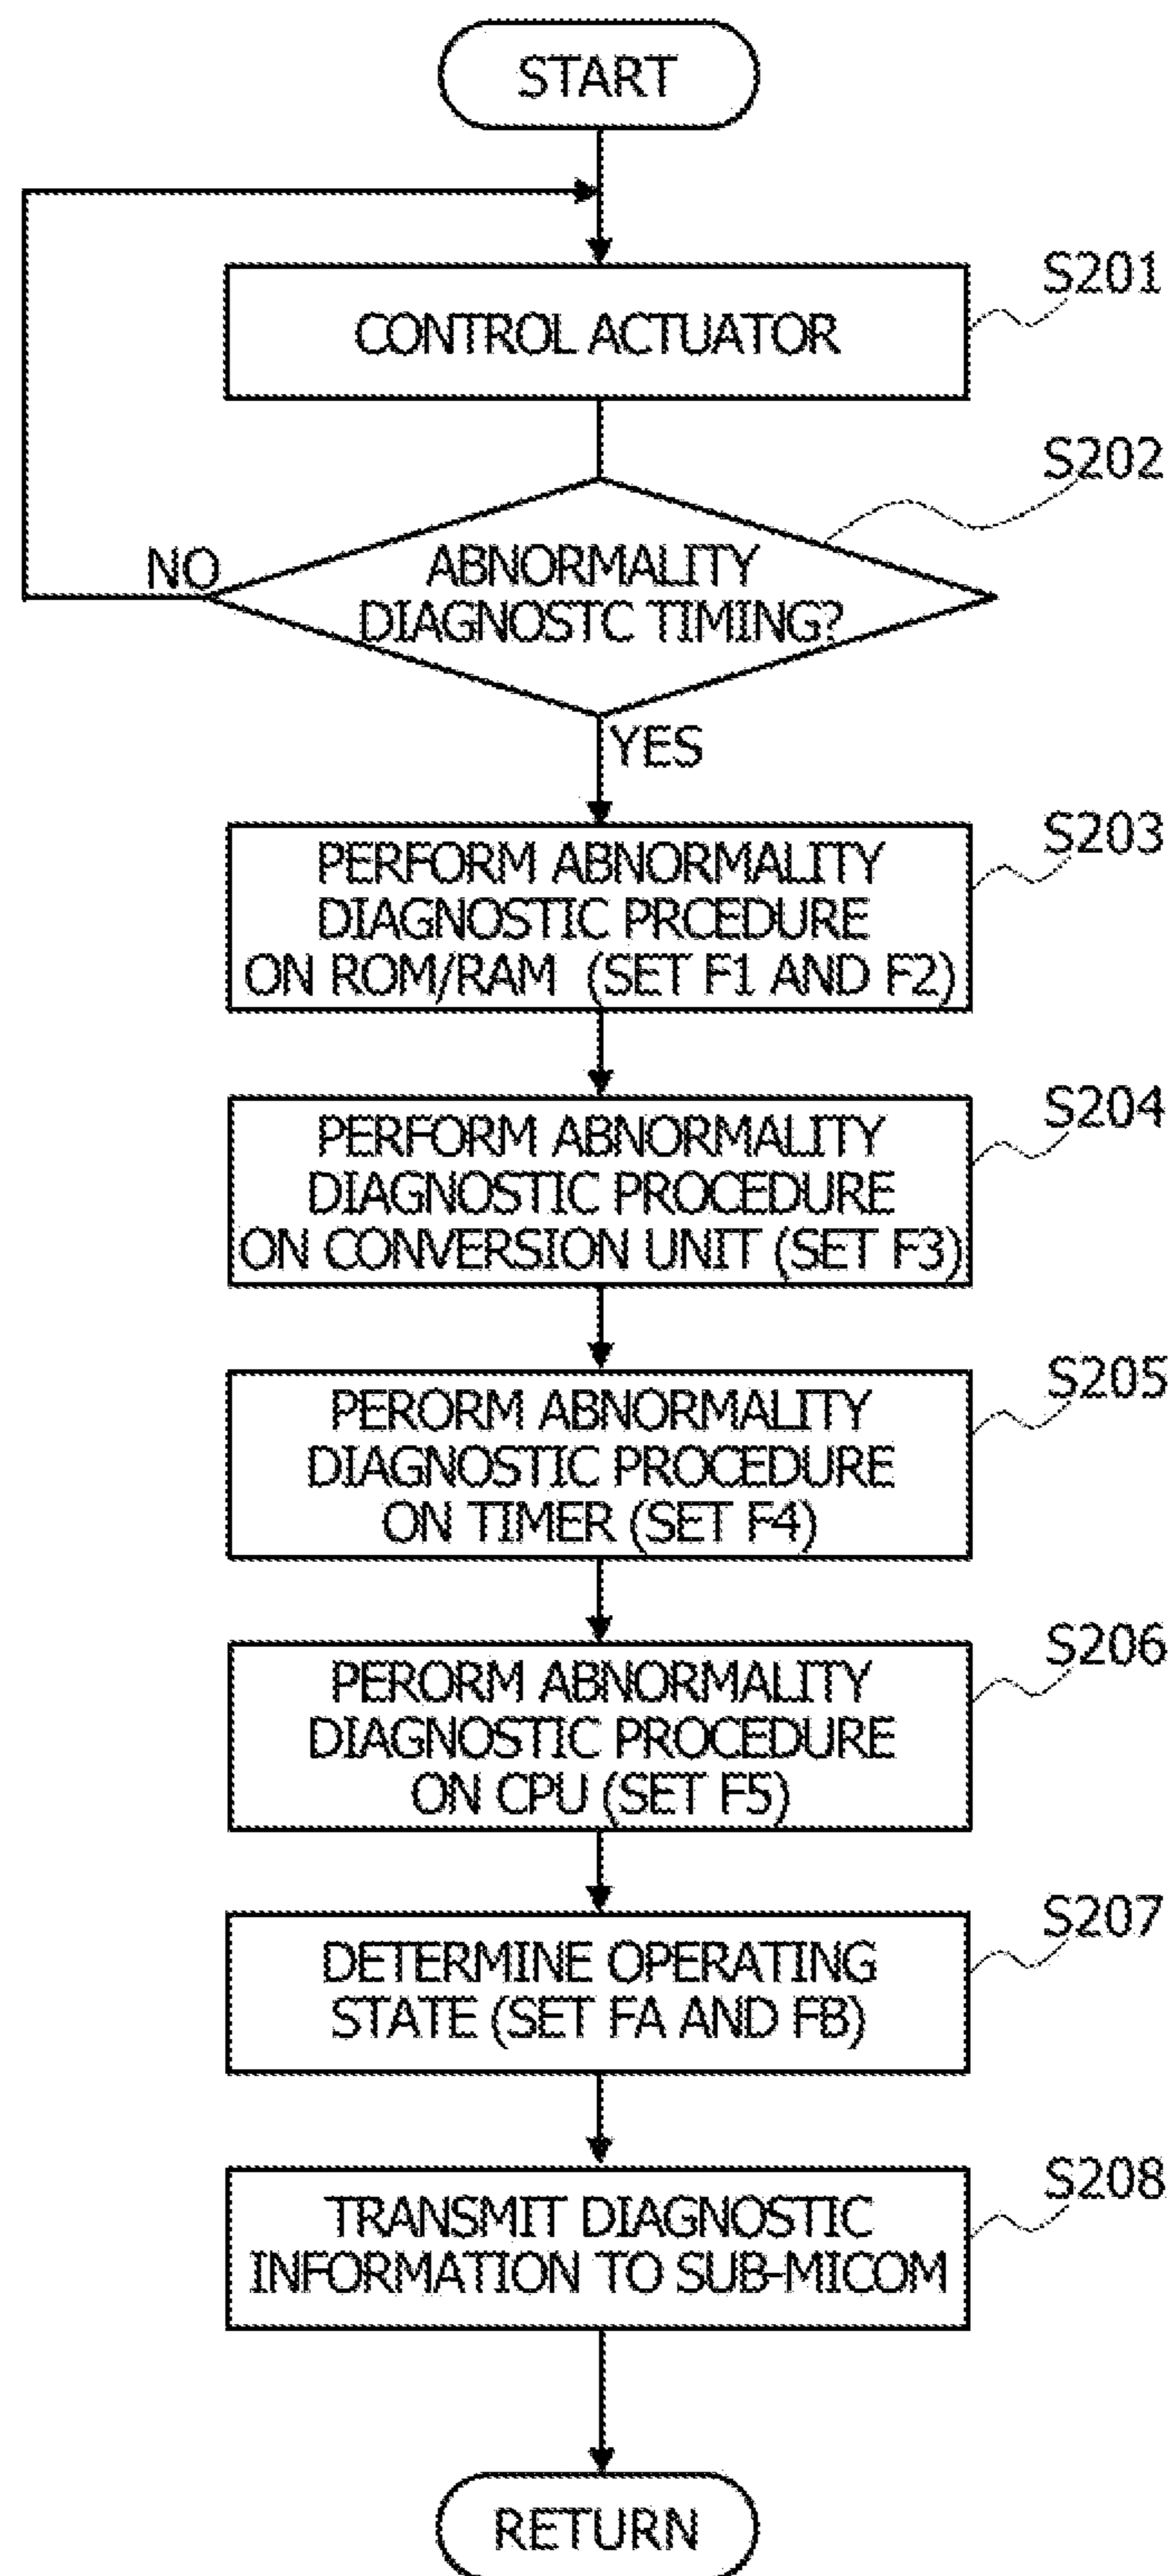 START
S201
CONTROL ACTUATOR
S202
ABNORMALITY
DIAGNOSTC TIMING?
NO
YES
S203
PERFORM ABNORMALITY
DIAGNOSTIC PRCEDURE
ON ROM/RAM (SET F1 AND F2)
S204
PERFORM ABNORMALITY
DIAGNOSTIC PROCEDURE
ON CONVERSION UNIT (SET F3)
S205
PERORM ABNORMALITY
DIAGNOSTIC PROCEDURE
ON TIMER (SET F4)
S206
PERORM ABNORMALITY
DIAGNOSTIC PROCEDURE
ON CPU (SET F5)
S207
DETERMINE OPERATING
STATE (SET FA AND FB)
S208
TRANSMIT DIAGNOSTIC
INFORMATION TO SUB-MICOM
RETURN